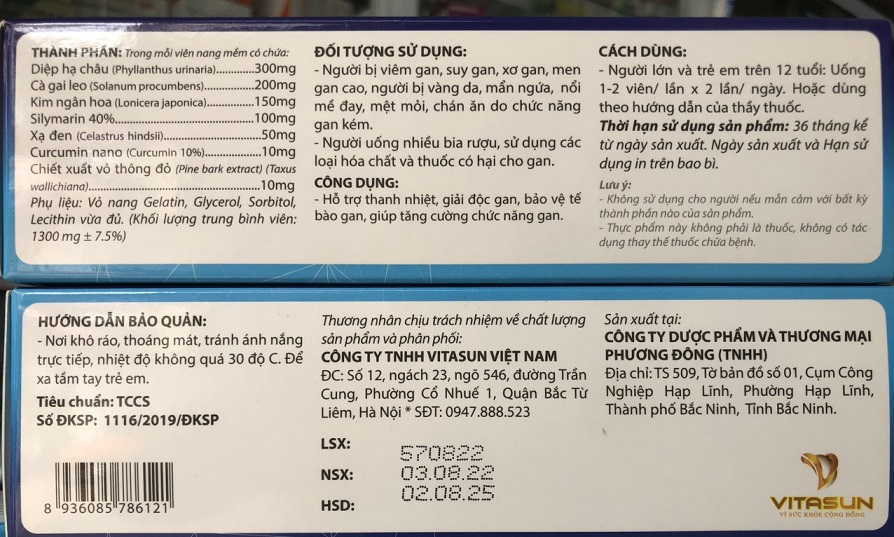 THÀNH PHẦN: Trong mỗi viên nang mềm có chứa:
Diệp hạ châu (Phyllanthus urinaria)..............300mg
Cà gai leo (Solanum procumbens)..............200mg
Kim ngân hoa (Lonicera japonica)..............150mg
Silymarin 40%..............100mg
Xạ đen (Celastrus hindsii)..............50mg
Curcumin nano (Curcumin 10%)..............10mg
Chiết xuất vỏ thông đỏ (Pine bark extract) (Taxus
wallichiana)..............10mg
Phụ liệu: Vỏ nang Gelatin, Glycerol, Sorbitol,
Lecithin vừa đủ. (Khối lượng trung bình viên:
1300 mg ± 7.5%)
ĐỐI TƯỢNG SỬ DỤNG:
- Người bị viêm gan, suy gan, xơ gan, men
gan cao, người bị vàng da, mẩn ngứa, nổi
mề đay, mệt mỏi, chán ăn do chức năng
gan kém.
- Người uống nhiều bia rượu, sử dụng các
loại hóa chất và thuốc có hại cho gan.
CÔNG DỤNG:
- Hỗ trợ thanh nhiệt, giải độc gan, bảo vệ tế
bào gan, giúp tăng cường chức năng gan.
CÁCH DÙNG:
- Người lớn và trẻ em trên 12 tuổi: Uống
1-2 viên/ lần x 2 lần/ ngày. Hoặc dùng
theo hướng dẫn của thầy thuốc.
Thời hạn sử dụng sản phẩm: 36 tháng kể
từ ngày sản xuất. Ngày sản xuất và Hạn sử
dụng in trên bao bì.
Lưu ý:
- Không sử dụng cho người nếu mẫn cảm với bất kỳ
thành phần nào của sản phẩm.
- Thực phẩm này không phải là thuốc, không có tác
dụng thay thế thuốc chữa bệnh.
HƯỚNG DẪN BẢO QUẢN:
- Nơi khô ráo, thoáng mát, tránh ánh nắng
trực tiếp, nhiệt độ không quá 30 độ C. Để
xa tầm tay trẻ em.
Tiêu chuẩn: TCCS
Số ĐKSP: 1116/2019/ĐKSP
8 936085 786121
Thương nhân chịu trách nhiệm về chất lượng
sản phẩm và phân phối:
CÔNG TY TNHH VITASUN VIỆT NAM
ĐC: Số 12, ngách 23, ngõ 546, đường Trần
Cung, Phường Cổ Nhuế 1, Quận Bắc Từ
Liêm, Hà Nội * SĐT: 0947.888.523
LSX: 570822
NSX: 03.08.22
HSD: 02.08.25
Sản xuất tại:
CÔNG TY DƯỢC PHẨM VÀ THƯƠNG MẠI
PHƯƠNG ĐÔNG (TNHH)
Địa chỉ: TS 509, Tờ bản đồ số 01, Cụm Công
Nghiệp Hạp Lĩnh, Phường Hạp Lĩnh,
Thành phố Bắc Ninh, Tỉnh Bắc Ninh.
VITASUN
VÌ SỨC KHỎE CỘNG ĐỒNG